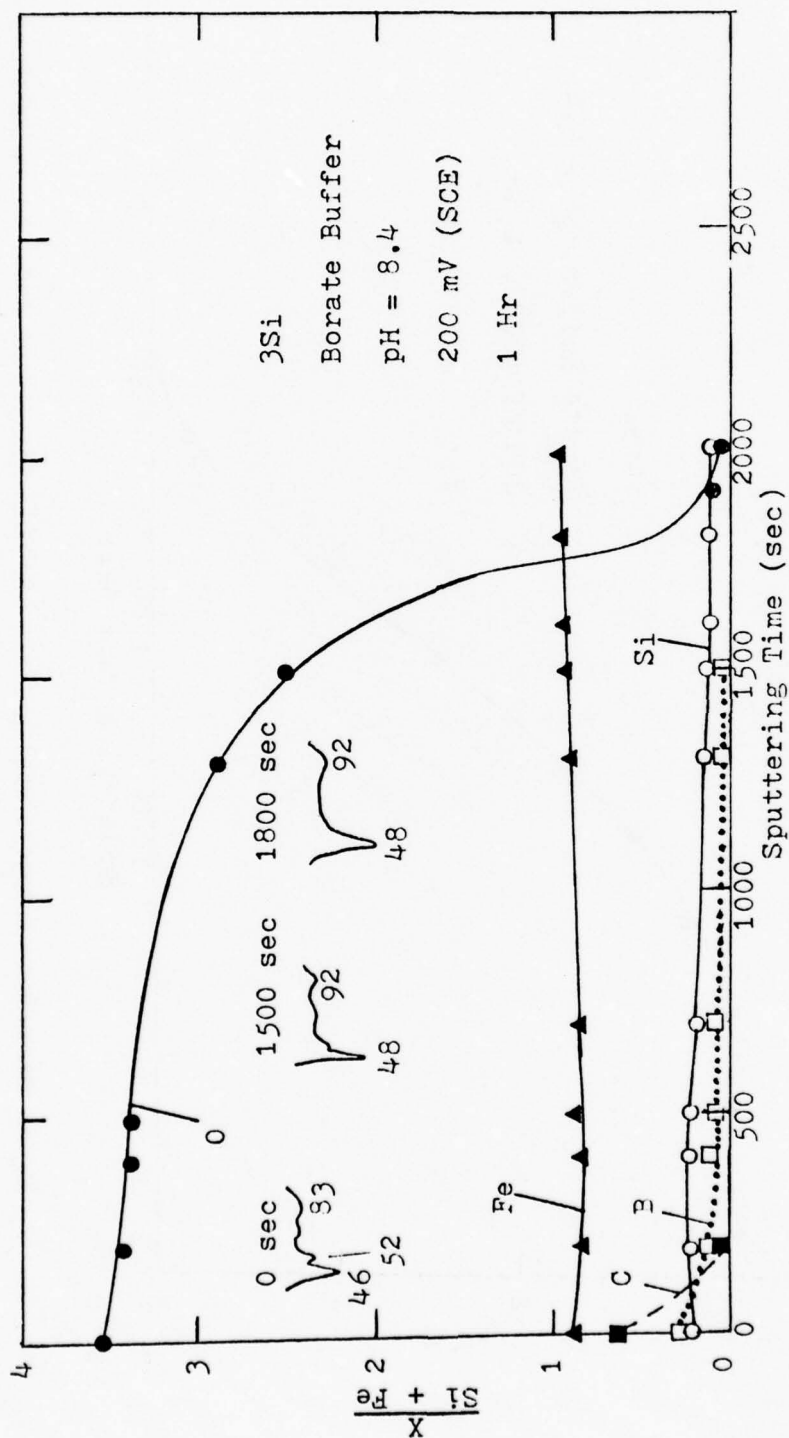 4
3
2
1
0
X
Si + Fe
0
500
1000
1500
2000
2500
Sputtering Time (sec)
0 sec
46
52
83
1500 sec
48
92
1800 sec
48
92
O
Fe
C
B
Si
3Si
Borate Buffer
pH = 8.4
200 mV (SCE)
1 Hr